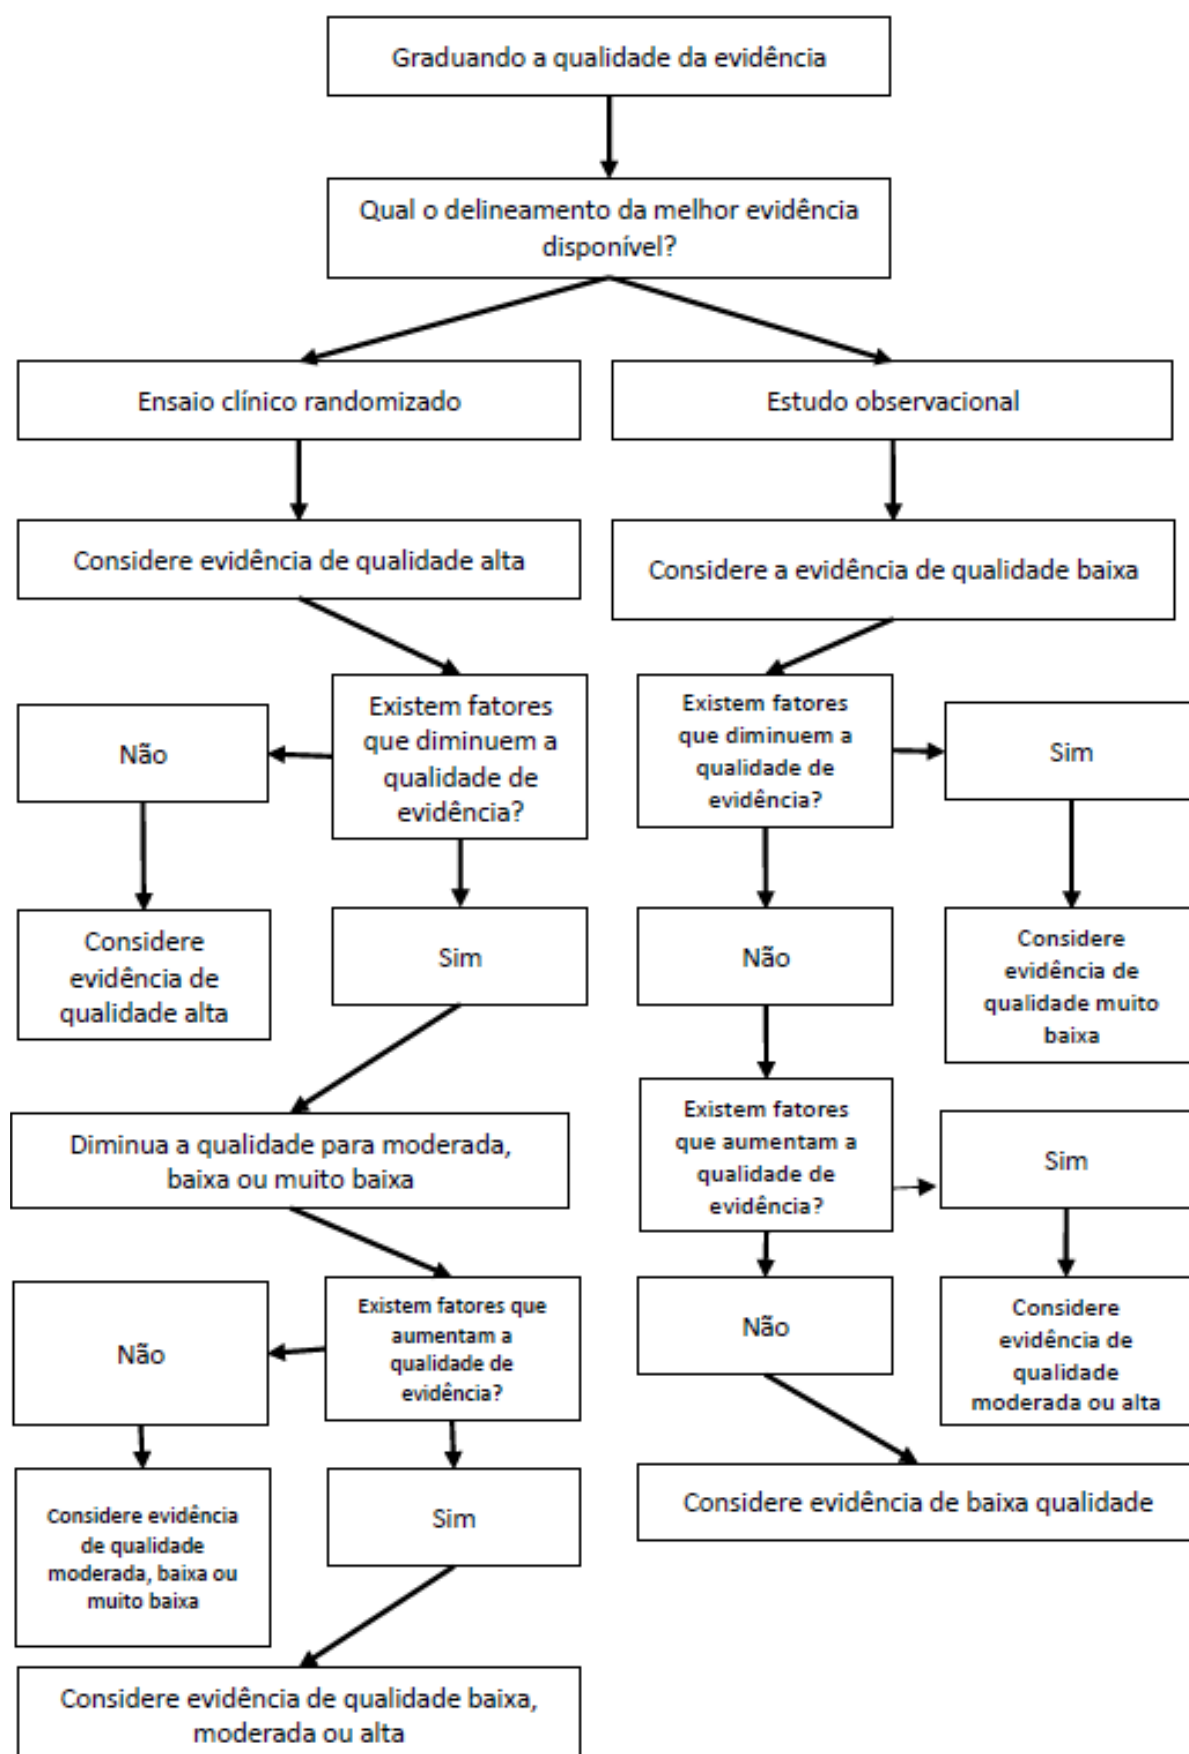 Graduando a qualidade da evidência
Qual o delineamento da melhor evidência
disponível?
Ensaio clínico randomizado
Estudo observacional
Considere evidência de qualidade alta
Considere a evidência de qualidade baixa
Existem fatores
que diminuem a
qualidade de
evidência?
Não
Existem fatores
que diminuem a
qualidade de
evidência?
Sim
Considere
evidência de
qualidade alta
Sim
Não
Considere
evidência de
qualidade muito
baixa
Diminua a qualidade para moderada,
baixa ou muito baixa
Existem fatores
que aumentam a
qualidade de
evidência?
Sim
Não
Existem fatores que
aumentam a
qualidade de
evidência?
Não
Considere
evidência de
qualidade
moderada ou alta
Considere evidência
de qualidade
moderada, baixa ou
muito baixa
Sim
Considere evidência de baixa qualidade
Considere evidência de qualidade baixa,
moderada ou alta